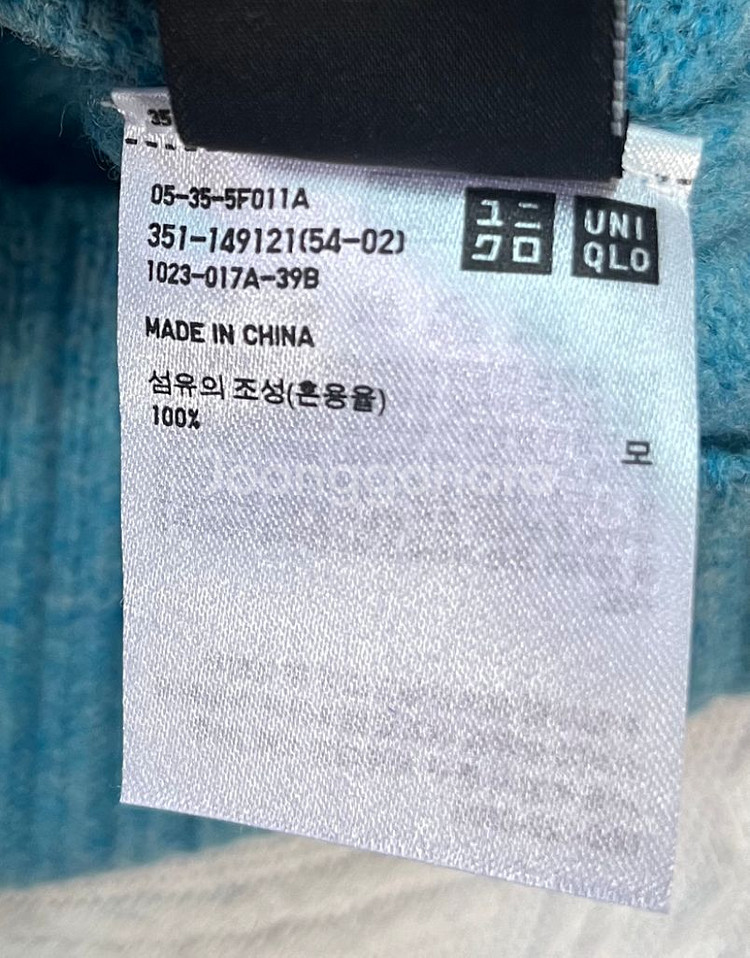 35
05-35-5F011A
351-149121(54-02)
1023-017A-39B
ユニ
クロ
UNI
QLO
MADE IN CHINA
섬유의 조성(혼용율)
100%
모
Joonggonara